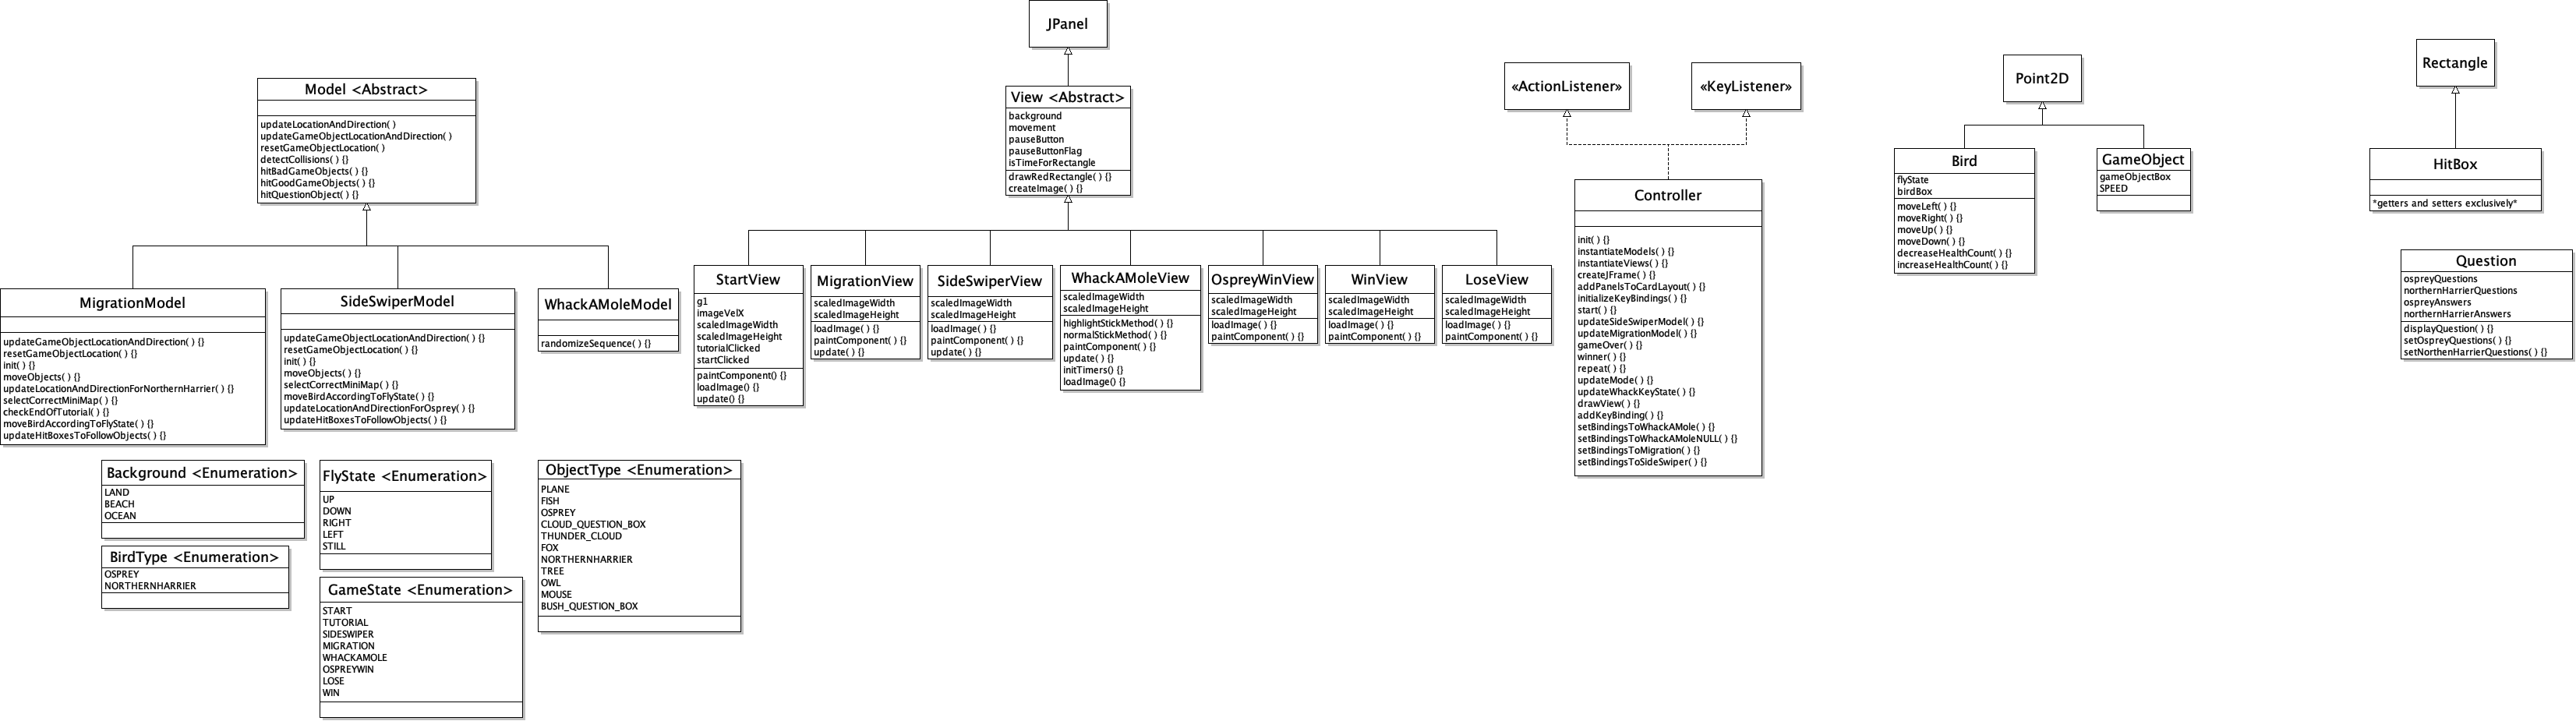 JPanel
Model <Abstract>
updateLocationAndDirection( )
updateGameObjectLocationAndDirection( )
resetGameObjectLocation( )
detectCollisions( ) {}
hitBadGameObjects( ) {}
hitGoodGameObjects( ) {}
hitQuestionObject( ) {}
View <Abstract>
background
movement
pauseButton
pauseButtonFlag
isTimeForRectangle
drawRedRectangle( ) {}
createImage( ) {}
«ActionListener»
«KeyListener»
Point2D
Rectangle
MigrationModel
updateGameObjectLocationAndDirection( ) {}
resetGameObjectLocation( ) {}
init( ) {}
moveObjects( ) {}
updateLocationAndDirectionForNorthernHarrier( ) {}
selectCorrectMiniMap( ) {}
checkEndOfTutorial( ) {}
moveBirdAccordingToFlyState( ) {}
updateHitBoxesToFollowObjects( ) {}
SideSwiperModel
updateGameObjectLocationAndDirection( ) {}
resetGameObjectLocation( ) {}
init( ) {}
moveObjects( ) {}
selectCorrectMiniMap( ) {}
moveBirdAccordingToFlyState( ) {}
updateLocationAndDirectionForOsprey( ) {}
updateHitBoxesToFollowObjects( ) {}
WhackAMoleModel
randomizeSequence( ) {}
StartView
g1
imageVelX
scaledImageWidth
scaledImageHeight
tutorialClicked
startClicked
paintComponent() {}
loadImage() {}
update() {}
MigrationView
scaledImageWidth
scaledImageHeight
loadImage( ) {}
paintComponent( ) {}
update( ) {}
SideSwiperView
scaledImageWidth
scaledImageHeight
loadImage( ) {}
paintComponent( ) {}
update( ) {}
WhackAMoleView
scaledImageWidth
scaledImageHeight
highlightStickMethod( ) {}
normalStickMethod( ) {}
paintComponent( ) {}
update( ) {}
initTimers() {}
loadImage() {}
OspreyWinView
scaledImageWidth
scaledImageHeight
loadImage( ) {}
paintComponent( ) {}
WinView
scaledImageWidth
scaledImageHeight
loadImage( ) {}
paintComponent( ) {}
LoseView
scaledImageWidth
scaledImageHeight
loadImage( ) {}
paintComponent( ) {}
Controller
init( ) {}
instantiateModels( ) {}
instantiateViews( ) {}
createJFrame( ) {}
addPanelsToCardLayout( ) {}
initializeKeyBindings( ) {}
start( ) {}
updateSideSwiperModel( ) {}
updateMigrationModel( ) {}
gameOver( ) {}
winner( ) {}
repeat( ) {}
updateMode( ) {}
updateWhackKeyState( ) {}
drawView( ) {}
addKeyBinding( ) {}
setBindingsToWhackAMole( ) {}
setBindingsToWhackAMoleNULL( ) {}
setBindingsToMigration( ) {}
setBindingsToSideSwiper( ) {}
Bird
flyState
birdBox
moveLeft( ) {}
moveRight( ) {}
moveUp( ) {}
moveDown( ) {}
decreaseHealthCount( ) {}
increaseHealthCount( ) {}
GameObject
gameObjectBox
SPEED
HitBox
*getters and setters exclusively*
Question
ospreyQuestions
northernHarrierQuestions
ospreyAnswers
northernHarrierAnswers
displayQuestion( ) {}
setOspreyQuestions( ) {}
setNorthenHarrierQuestions( ) {}
Background <Enumeration>
LAND
BEACH
OCEAN
BirdType <Enumeration>
OSPREY
NORTHERNHARRIER
FlyState <Enumeration>
UP
DOWN
RIGHT
LEFT
STILL
GameState <Enumeration>
START
TUTORIAL
SIDESWIPER
MIGRATION
WHACKAMOLE
OSPREYWIN
LOSE
WIN
ObjectType <Enumeration>
PLANE
FISH
OSPREY
CLOUD_QUESTION_BOX
THUNDER_CLOUD
FOX
NORTHERNHARRIER
TREE
OWL
MOUSE
BUSH_QUESTION_BOX